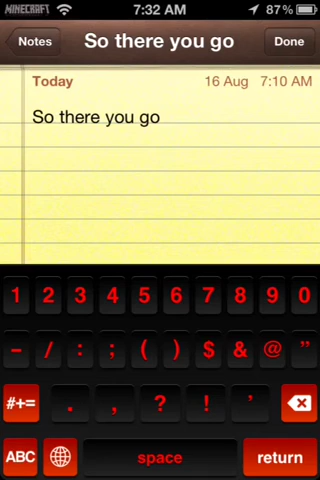 MINECRAFT 7:32 AM 87%
Notes So there you go Done
Today 16 Aug 7:10 AM
So there you go
1 2 3 4 5 6 7 8 9 0
- / : ; ( ) $ & @ ”
#+= . , ? ! ’
ABC space return